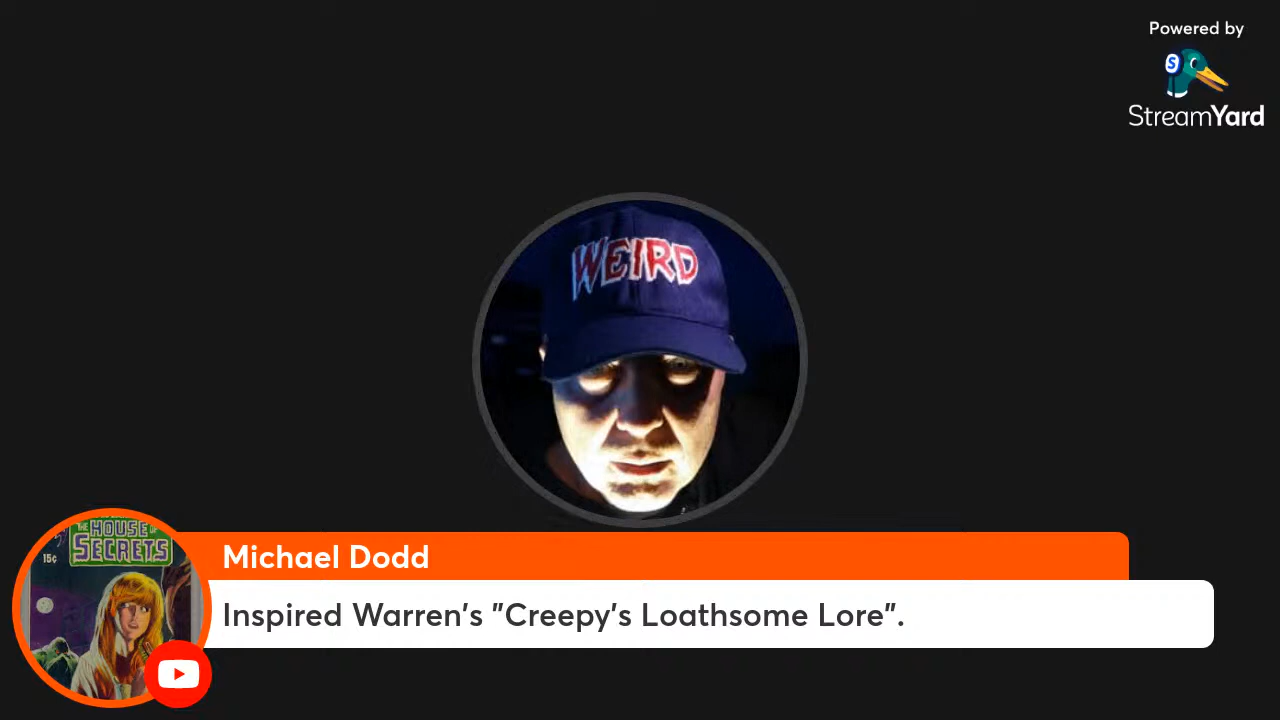 Powered by
S
StreamYard
WEIRD
THE HOUSE OF
SECRETS
15¢
Michael Dodd
Inspired Warren's "Creepy's Loathsome Lore".